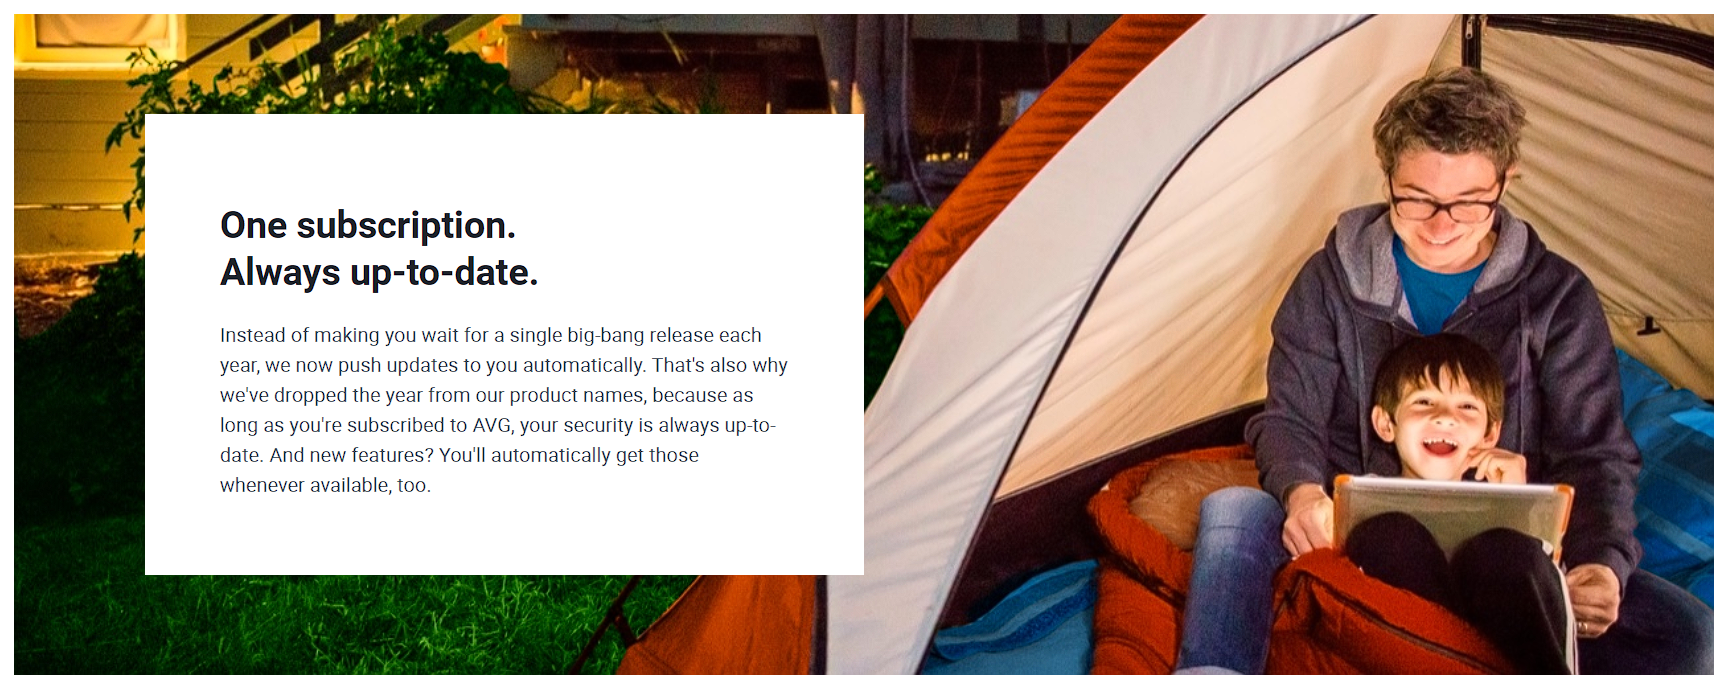 One subscription.
Always up-to-date.
Instead of making you wait for a single big-bang release each
year, we now push updates to you automatically. That's also why
we've dropped the year from our product names, because as
long as you're subscribed to AVG, your security is always up-to-
date. And new features? You'll automatically get those
whenever available, too.